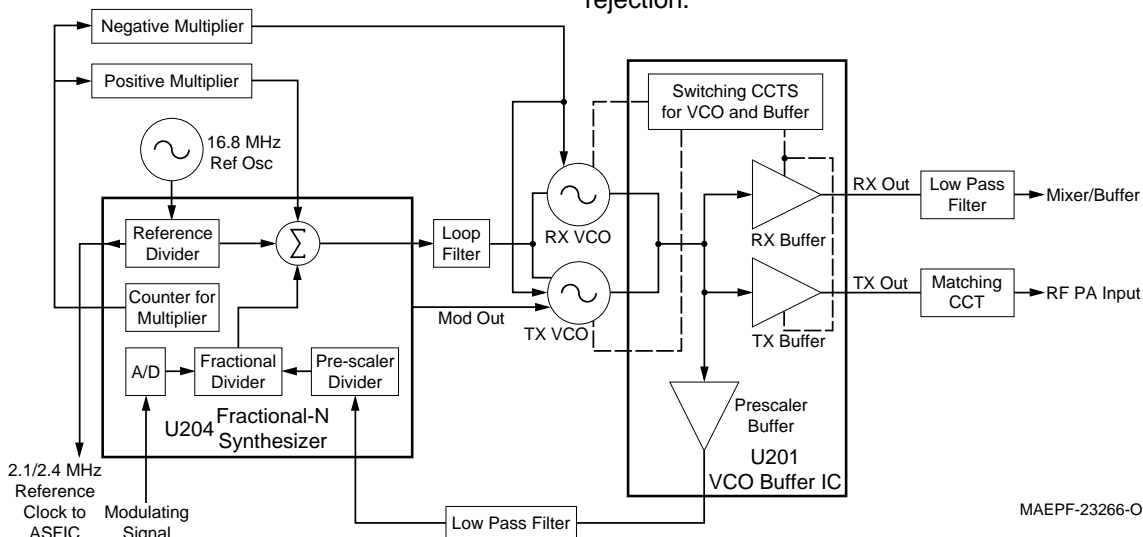 rejection.
Negative Multiplier
Positive Multiplier
Switching CCTS
for VCO and Buffer
16.8 MHz
Ref Osc
RX Out
Low Pass
Filter
Mixer/Buffer
Reference
Divider
Σ
Loop
Filter
RX VCO
RX Buffer
Counter for
Multiplier
Mod Out
TX VCO
TX Out
Matching
CCT
RF PA Input
TX Buffer
A/D
Fractional
Divider
Pre-scaler
Divider
U204
Fractional-N
Synthesizer
Prescaler
Buffer
U201
VCO Buffer IC
2.1/2.4 MHz
Reference
Clock to
ASFIC
Modulating
Signal
Low Pass Filter
MAEPF-23266-O